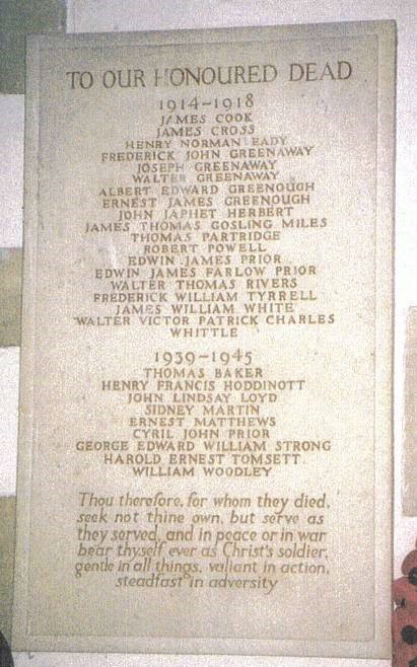 TO OUR HONOURED DEAD
1914-1918
JAMES COOK
JAMES CROSS
HENRY NORMAN EADY
FREDERICK JOHN GREENAWAY
JOSEPH GREENAWAY
WALTER GREENAWAY
ALBERT EDWARD GREENOUGH
ERNEST JAMES GREENOUGH
JOHN JAPHET HERBERT
JAMES THOMAS GOSLING MILES
THOMAS PARTRIDGE
ROBERT POWELL
EDWIN JAMES PRIOR
EDWIN JAMES FARLOW PRIOR
WALTER THOMAS RIVERS
FREDERICK WILLIAM TYRRELL
JAMES WILLIAM WHITE
WALTER VICTOR PATRICK CHARLES
WHITTLE
1939-1945
THOMAS BAKER
HENRY FRANCIS HODDINOTT
JOHN LINDSAY LOYD
SIDNEY MARTIN
ERNEST MATTHEWS
CYRIL JOHN PRIOR
GEORGE EDWARD WILLIAM STRONG
HAROLD ERNEST TOMSETT
WILLIAM WOODLEY
Thou therefore, for whom they died,
seek not thine own, but serve as
they served, and in peace or in war
bear thyself ever as Christ's soldier,
gentle in all things, valiant in action,
steadfast in adversity